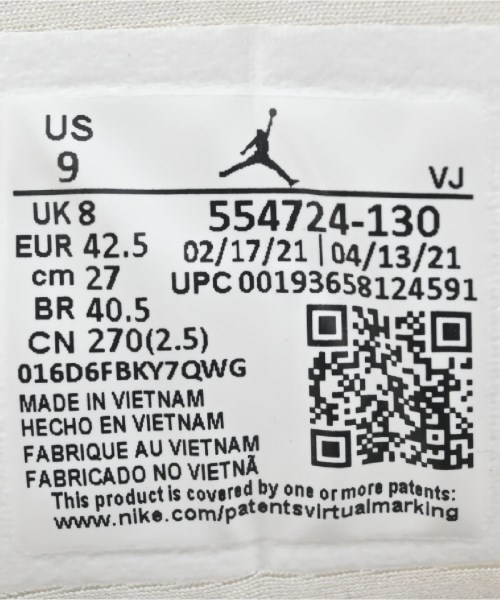 US
9
VJ
UK 8
554724-130
EUR 42.5
02/17/21 | 04/13/21
cm 27
UPC 00193658124591
BR 40.5
CN 270(2.5)
016D6FBKY7QWG
MADE IN VIETNAM
HECHO EN VIETNAM
FABRIQUE AU VIETNAM
FABRICADO NO VIETNÃ
This product is covered by one or more patents:
www.nike.com/patentsvirtualmarking